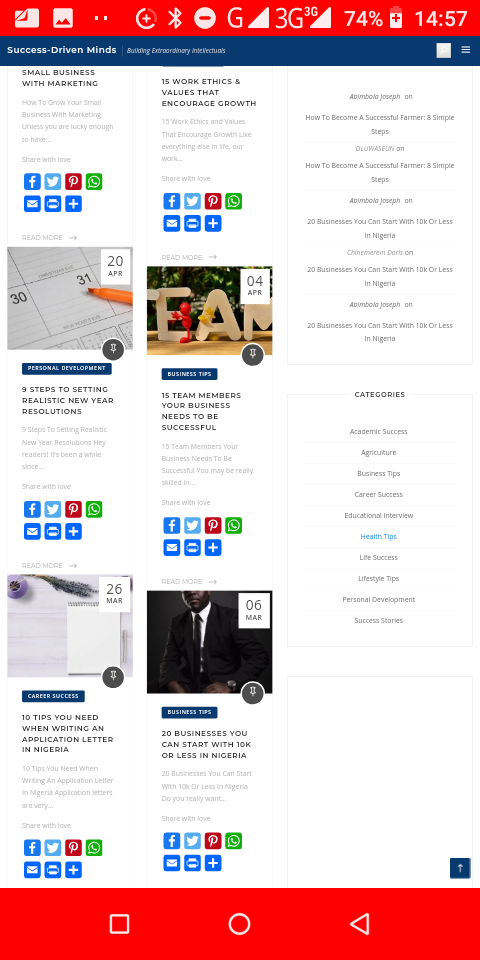 G 3G 3G 74% 14:57
Success-Driven Minds Building Extraordinary Intellectuals
SMALL BUSINESS
WITH MARKETING
How To Grow Your Small
Business With Marketing
Unless you are lucky enough
to have...
Share with love
READ MORE
20
APR
31
30
PERSONAL DEVELOPMENT
9 STEPS TO SETTING
REALISTIC NEW YEAR
RESOLUTIONS
9 Steps To Setting Realistic
New Year Resolutions Hey
readers! It's been a while
since...
Share with love
READ MORE
26
MAR
CAREER SUCCESS
10 TIPS YOU NEED
WHEN WRITING AN
APPLICATION LETTER
IN NIGERIA
10 Tips You Need When
Writing An Application Letter
In Nigeria Application letters
are very...
Share with love
15 WORK ETHICS &
VALUES THAT
ENCOURAGE GROWTH
15 Work Ethics and Values
That Encourage Growth Like
everything else in life, our
work...
Share with love
READ MORE
04
APR
TEAM
BUSINESS TIPS
15 TEAM MEMBERS
YOUR BUSINESS
NEEDS TO BE
SUCCESSFUL
15 Team Members Your
Business Needs To Be
Successful You may be really
skilled in...
Share with love
READ MORE
06
MAR
BUSINESS TIPS
20 BUSINESSES YOU
CAN START WITH 10K
OR LESS IN NIGERIA
20 Businesses You Can Start
With 10k Or Less In Nigeria
Do you really want...
Share with love
Abimbola Joseph on
How To Become A Successful Farmer: 8 Simple
Steps
OLUWASEUN on
How To Become A Successful Farmer: 8 Simple
Steps
Abimbola Joseph on
20 Businesses You Can Start With 10k Or Less
In Nigeria
Chinemerem Doris on
20 Businesses You Can Start With 10k Or Less
In Nigeria
Abimbola Joseph on
20 Businesses You Can Start With 10k Or Less
In Nigeria
CATEGORIES
Academic Success
Agriculture
Business Tips
Career Success
Educational Interview
Health Tips
Life Success
Lifestyle Tips
Personal Development
Success Stories